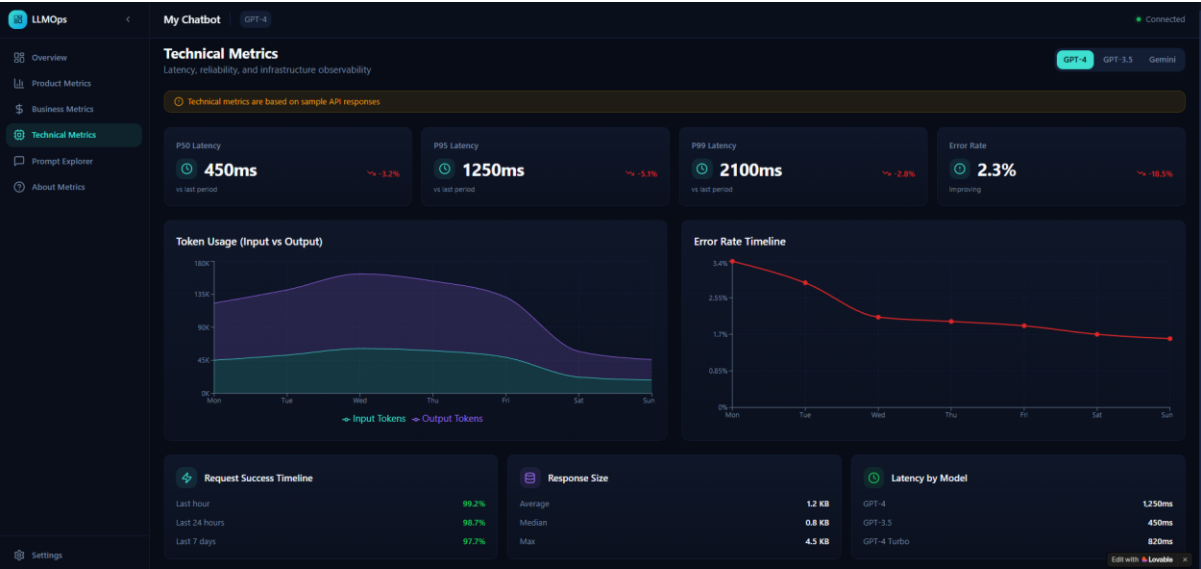 LLMOps
My Chatbot GPT-4
Connected
Overview
Product Metrics
Business Metrics
Technical Metrics
Prompt Explorer
About Metrics
Settings
Technical Metrics
Latency, reliability, and infrastructure observability
GPT-4 GPT-3.5 Gemini
Technical metrics are based on sample API responses
P50 Latency
450ms -3.2%
vs last period
P95 Latency
1250ms -5.1%
vs last period
P99 Latency
2100ms -2.8%
vs last period
Error Rate
2.3% -18.5%
Improving
Token Usage (Input vs Output)
180K
135K
90K
45K
0K
Mon Tue Wed Thu Fri Sat Sun
Input Tokens Output Tokens
Error Rate Timeline
3.4%
2.55%
1.7%
0.85%
0%
Mon Tue Wed Thu Fri Sat Sun
Request Success Timeline
Last hour 99.2%
Last 24 hours 98.7%
Last 7 days 97.7%
Response Size
Average 1.2 KB
Median 0.8 KB
Max 4.5 KB
Latency by Model
GPT-4 1,250ms
GPT-3.5 450ms
GPT-4 Turbo 820ms
Edit with Lovable ×